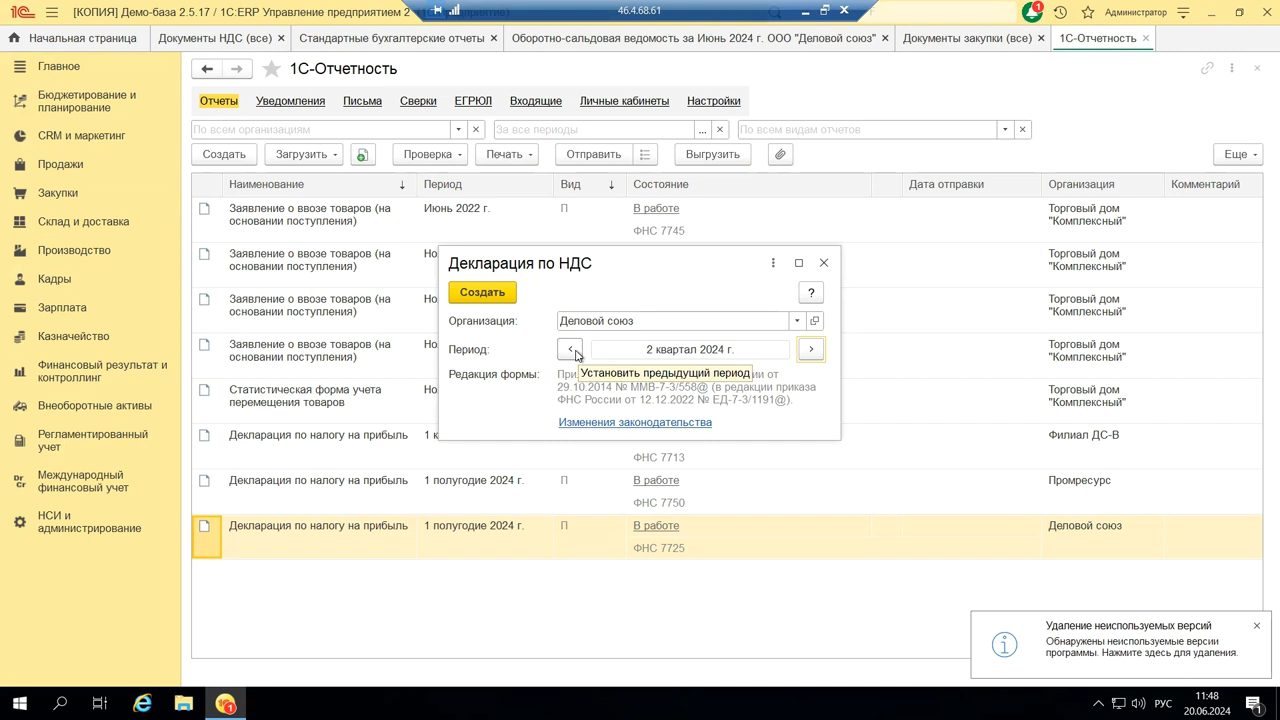 [КОПИЯ] Демо-база 2.5.17 / 1С:ERP Управление предприятием 2
46.4.68.61
1
Администратор
Начальная страница
Документы НДС (все)
Стандартные бухгалтерские отчеты
Оборотно-сальдовая ведомость за Июнь 2024 г. ООО "Деловой союз"
Документы закупки (все)
1С-Отчетность
Главное
Бюджетирование и
планирование
CRM и маркетинг
Продажи
Закупки
Склад и доставка
Производство
Кадры
Зарплата
Казначейство
Финансовый результат и
контроллинг
Внеоборотные активы
Регламентированный
учет
Международный
финансовый учет
НСИ и
администрирование
1С-Отчетность
Отчеты
Уведомления
Письма
Сверки
ЕГРЮЛ
Входящие
Личные кабинеты
Настройки
По всем организациям
За все периоды
...
По всем видам отчетов
Создать
Загрузить
Проверка
Печать
Отправить
Выгрузить
Еще
Наименование
Период
Вид
Состояние
Дата отправки
Организация
Комментарий
Заявление о ввозе товаров (на
основании поступления)
Июнь 2022 г.
П
В работе
ФНС 7745
Торговый дом
"Комплексный"
Заявление о ввозе товаров (на
основании поступления)
Но
Торговый дом
"Комплексный"
Заявление о ввозе товаров (на
основании поступления)
Но
Торговый дом
"Комплексный"
Заявление о ввозе товаров (на
основании поступления)
Но
Торговый дом
"Комплексный"
Статистическая форма учета
перемещения товаров
Но
Торговый дом
"Комплексный"
Декларация по налогу на прибыль
1 к
Филиал ДС-В
ФНС 7713
Декларация по налогу на прибыль
1 полугодие 2024 г.
П
В работе
ФНС 7750
Промресурс
Декларация по налогу на прибыль
1 полугодие 2024 г.
П
В работе
ФНС 7725
Деловой союз
Декларация по НДС
Создать
?
Организация:
Деловой союз
Период:
2 квартал 2024 г.
Установить предыдущий период
Редакция формы:
При
ии от
29.10.2014 № ММВ-7-3/558@ (в редакции приказа
ФНС России от 12.12.2022 № ЕД-7-3/1191@).
Изменения законодательства
Удаление неиспользуемых версий
Обнаружены неиспользуемые версии
программы. Нажмите здесь для удаления.
1
РУС
11:48
20.06.2024
1